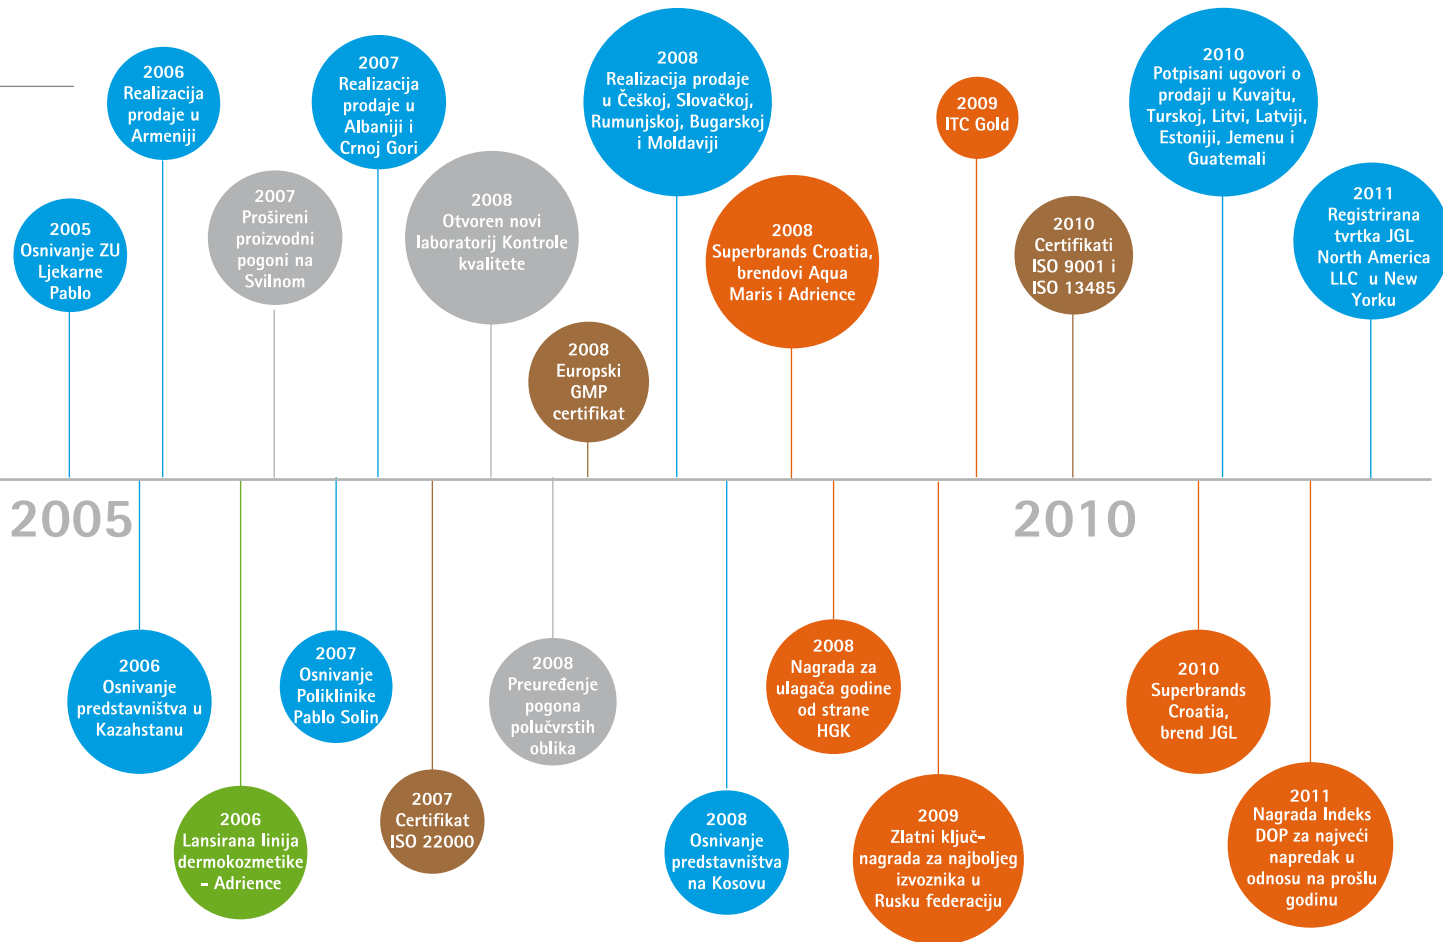 2005
Osnivanje ZU
Ljekarne
Pablo
2006
Realizacija
prodaje u
Armeniji
2007
Prošireni
proizvodni
pogoni na
Svilnom
2007
Realizacija
prodaje u
Albaniji i
Crnoj Gori
2008
Otvoren novi
laboratorij Kontrole
kvalitete
2008
Europski
GMP
certifikat
2008
Realizacija prodaje
u Češkoj, Slovačkoj,
Rumunjskoj, Bugarskoj
i Moldaviji
2008
Superbrands Croatia,
brendovi Aqua
Maris i Adrience
2009
ITC Gold
2010
Certifikati
ISO 9001 i
ISO 13485
2010
Potpisani ugovori o
prodaji u Kuvajtu,
Turskoj, Litvi, Latviji,
Estoniji, Jemenu i
Guatemali
2011
Registrirana
tvrtka JGL
North America
LLC u New
Yorku
2005
2010
2006
Osnivanje
predstavništva u
Kazahstanu
2006
Lansirana linija
dermokozmetike
- Adrience
2007
Osnivanje
Poliklinike
Pablo Solin
2007
Certifikat
ISO 22000
2008
Preuređenje
pogona
polučvrstih
oblika
2008
Osnivanje
predstavništva
na Kosovu
2008
Nagrada za
ulagača godine
od strane
HGK
2009
Zlatni ključ-
nagrada za najboljeg
izvoznika u
Rusku federaciju
2010
Superbrands
Croatia,
brend JGL
2011
Nagrada Indeks
DOP za najveći
napredak u
odnosu na prošlu
godinu